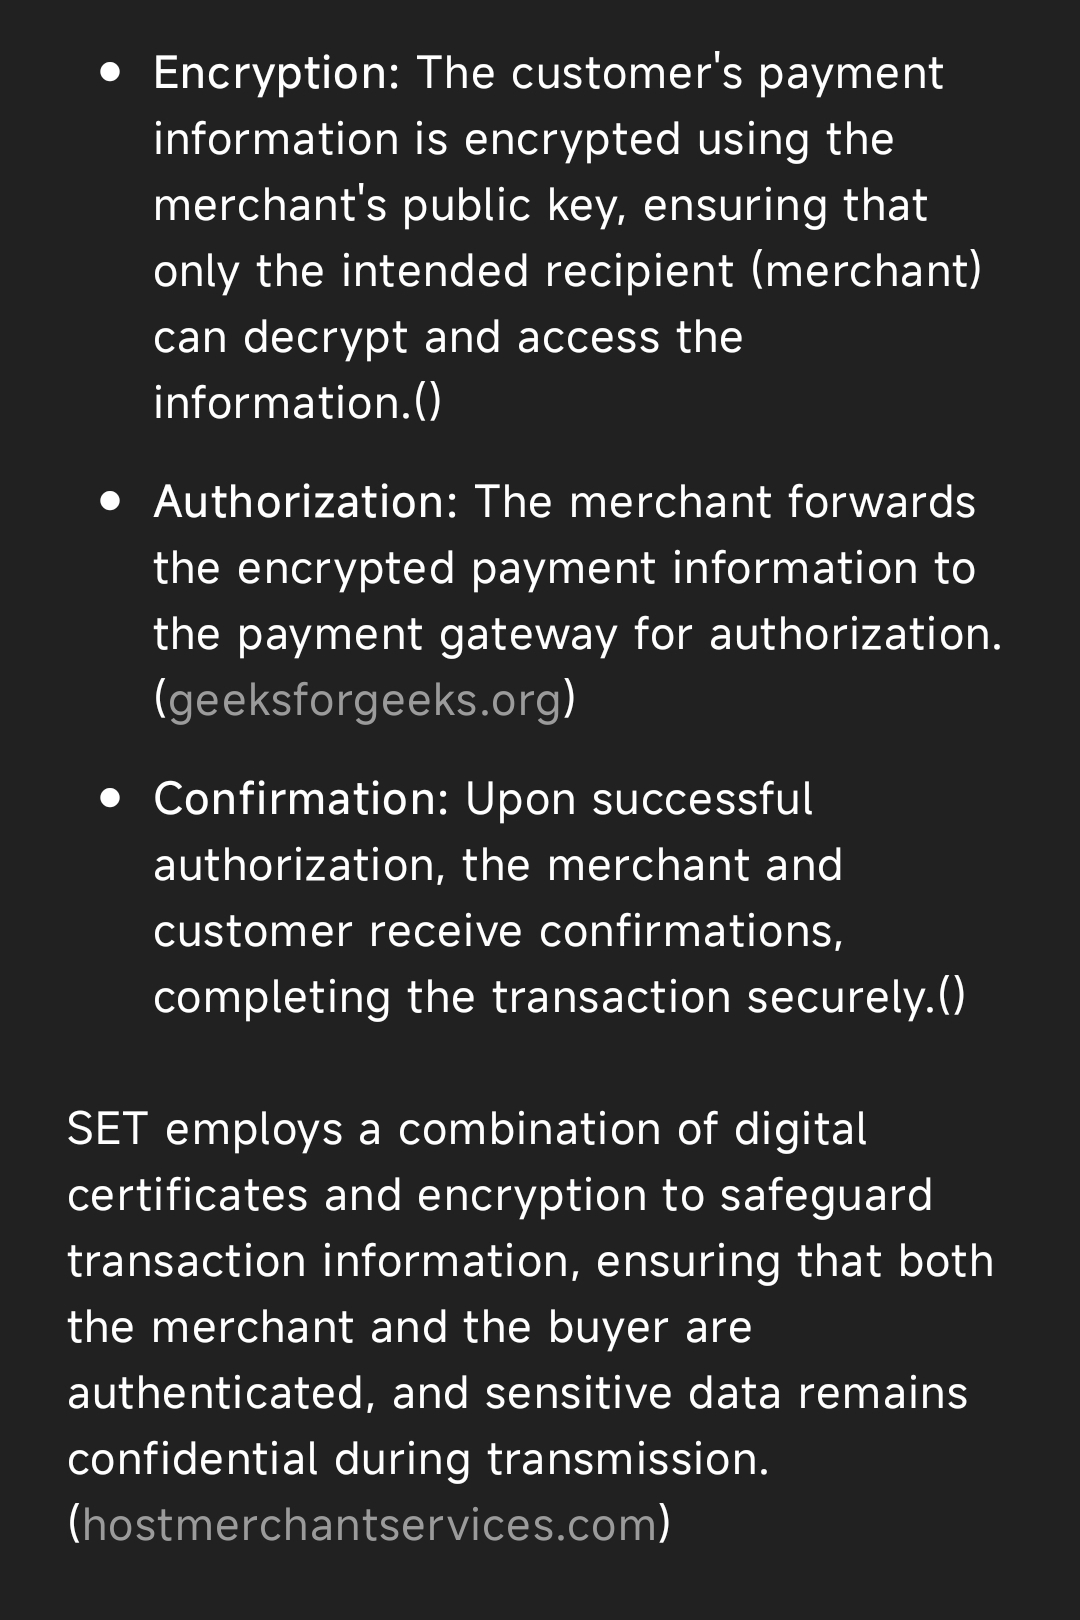 • Encryption: The customer's payment
information is encrypted using the
merchant's public key, ensuring that
only the intended recipient (merchant)
can decrypt and access the
information.()
• Authorization: The merchant forwards
the encrypted payment information to
the payment gateway for authorization.
(geeksforgeeks.org)
• Confirmation: Upon successful
authorization, the merchant and
customer receive confirmations,
completing the transaction securely.()
SET employs a combination of digital
certificates and encryption to safeguard
transaction information, ensuring that both
the merchant and the buyer are
authenticated, and sensitive data remains
confidential during transmission.
(hostmerchantservices.com)